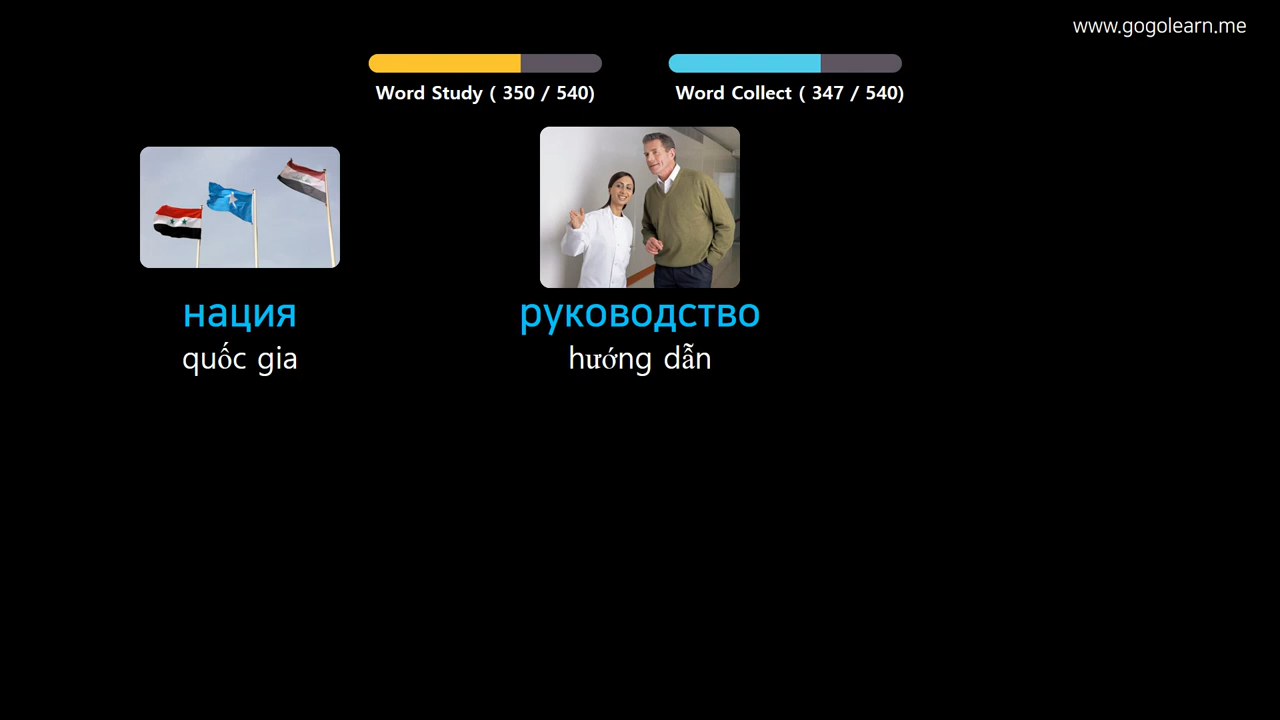 www.gogolearn.me
Word Study ( 350 / 540)
Word Collect ( 347 / 540)
нация
руководство
quốc gia
hướng dẫn